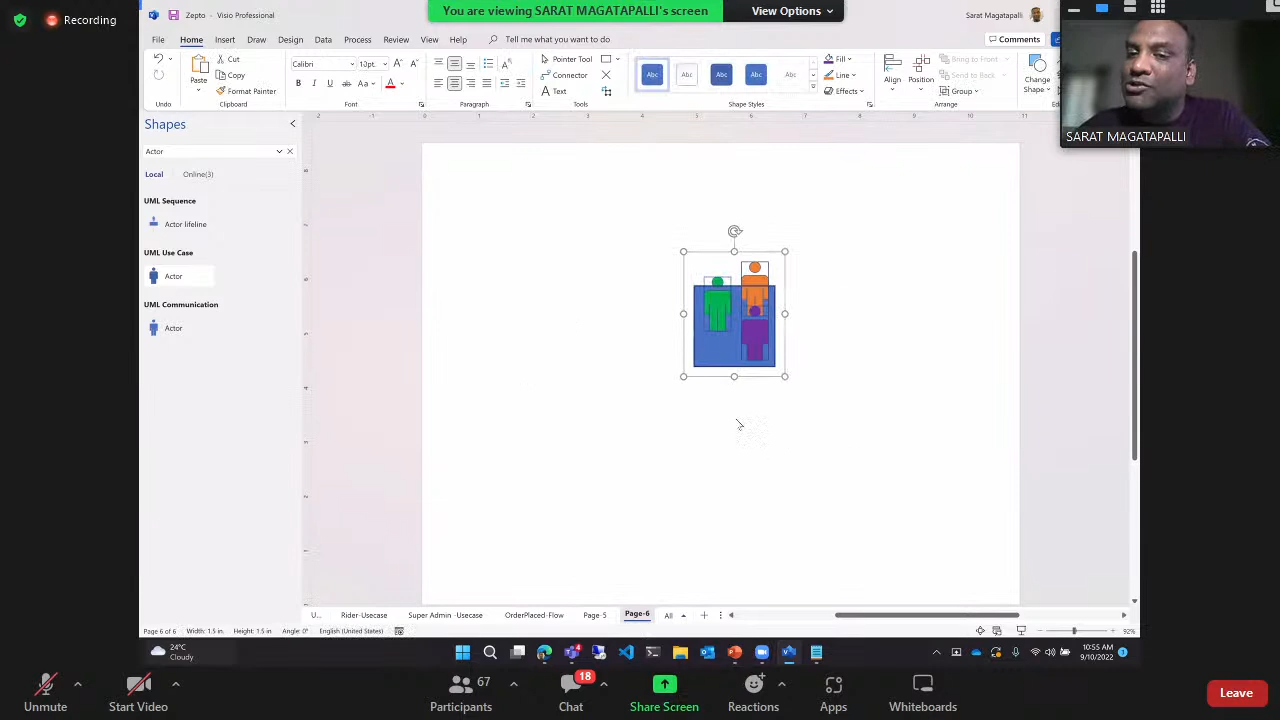 You are viewing SARAT MAGATAPALLI's screen
View Options
Recording
Zepto - Visio Professional
Sarat Magatapalli
File Home Insert Draw Design Data Process Review View Help Tell me what you want to do
Comments
Paste
Cut
Copy
Format Painter
Calibri
10pt.
Pointer Tool
Connector
Text
Abc
Abc
Abc
Abc
Abc
Fill
Line
Effects
Align
Position
Bring to Front
Send to Back
Group
Change
Shape
Undo Clipboard Font Paragraph Tools Shape Styles Arrange
SARAT MAGATAPALLI
Shapes
Actor
Local Online(3)
UML Sequence
Actor lifeline
UML Use Case
Actor
UML Communication
Actor
U... Rider-Usecase Super Admin -Usecase OrderPlaced-Flow Page-5 Page-6 All
Page 6 of 6 Width: 1.5 in. Height: 1.5 in. Angle: 0° English (United States)
92%
24°C
Cloudy
10:55 AM
9/10/2022
Unmute
Start Video
67
Participants
18
Chat
Share Screen
Reactions
Apps
Whiteboards
Leave